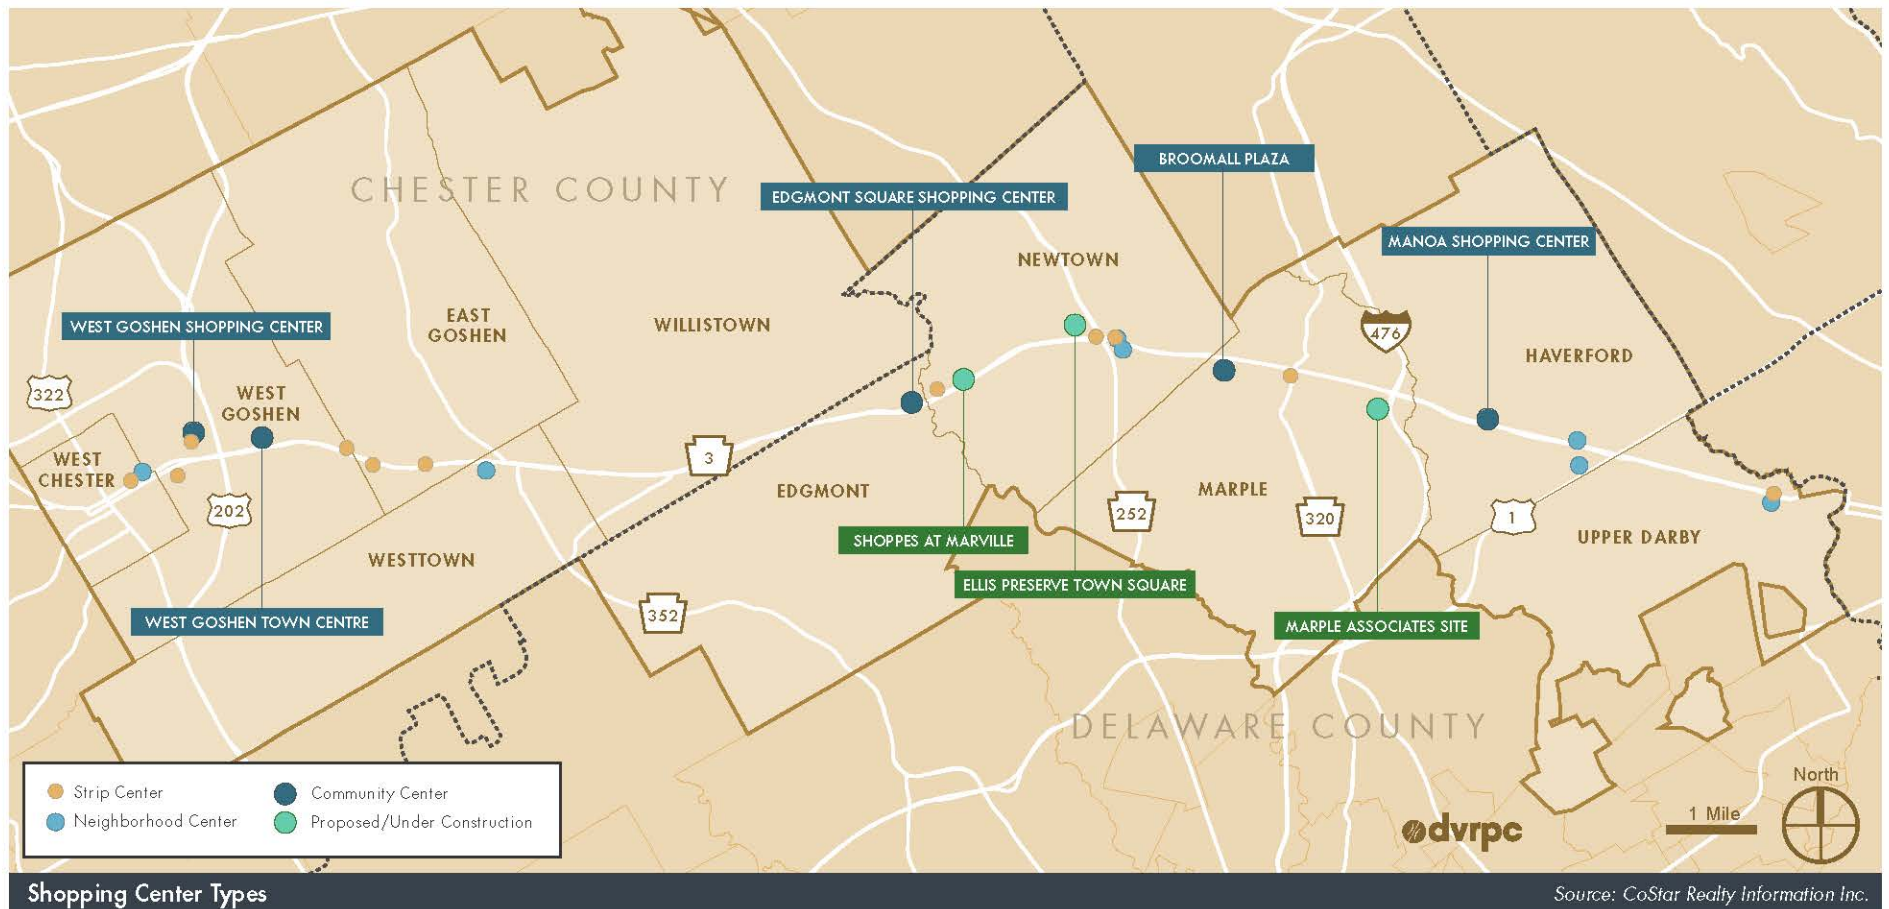 CHESTER COUNTY
BROOMALL PLAZA
EDGMONT SQUARE SHOPPING CENTER
MANOA SHOPPING CENTER
NEWTOWN
WEST GOSHEN SHOPPING CENTER
EAST
GOSHEN
WILLISTOWN
476
HAVERFORD
322
WEST
GOSHEN
WEST
CHESTER
3
202
EDGMONT
MARPLE
252
320
1
SHOPPES AT MARVILLE
UPPER DARBY
WESTTOWN
ELLIS PRESERVE TOWN SQUARE
352
WEST GOSHEN TOWN CENTRE
MARPLE ASSOCIATES SITE
DELAWARE COUNTY
Strip Center
Neighborhood Center
Community Center
Proposed/Under Construction
North
1 Mile
dvrpc
Shopping Center Types
Source: CoStar Realty Information Inc.